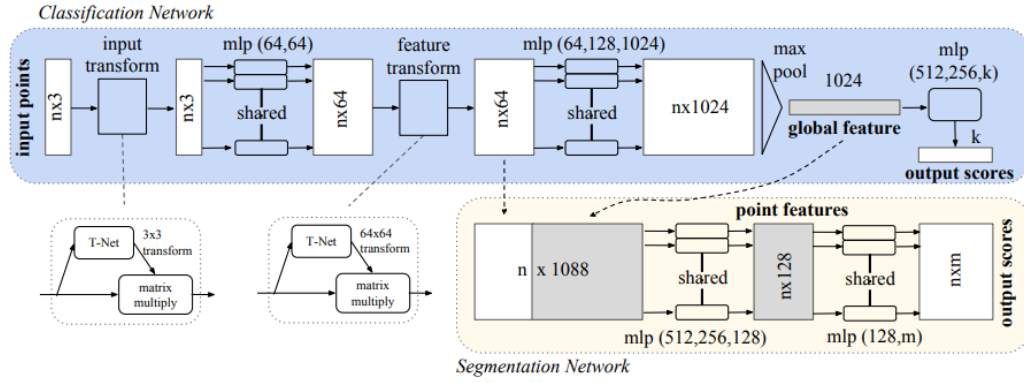 Classification Network
input points
nx3
input
transform
nx3
mlp (64,64)
shared
nx64
feature
transform
nx64
mlp (64,128,1024)
shared
nx1024
max
pool
1024
global feature
mlp
(512,256,k)
k
output scores
T-Net
3x3
transform
matrix
multiply
T-Net
64x64
transform
matrix
multiply
point features
n x 1088
shared
mlp (512,256,128)
nx128
shared
mlp (128,m)
nxm
output scores
Segmentation Network